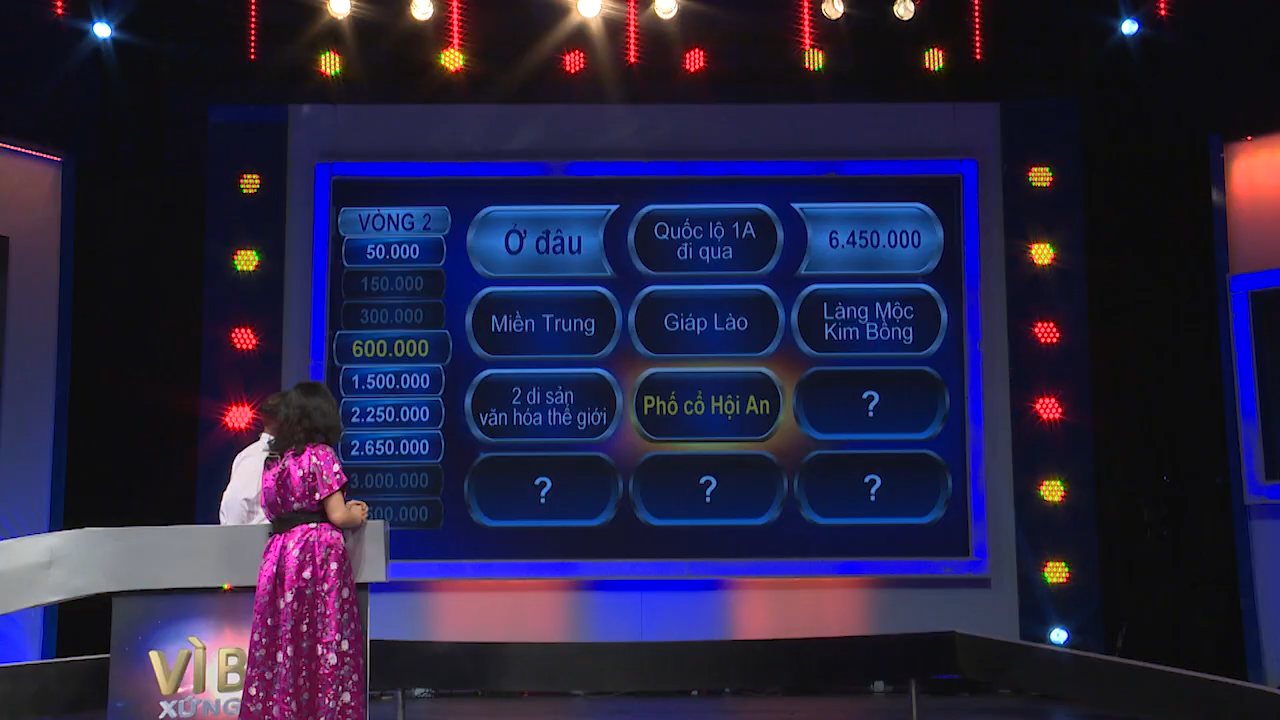 VÒNG 2
50.000
150.000
300.000
600.000
1.500.000
2.250.000
2.650.000
3.000.000
Ở đâu
Quốc lộ 1A
đi qua
6.450.000
Miền Trung
Giáp Lào
Làng Mộc
Kim Bồng
2 di sản
văn hóa thế giới
Phố cổ Hội An
?
?
?
?
VÌ B
XỨNG